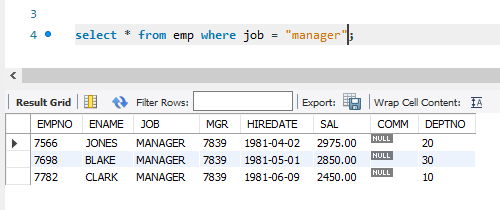 3
4 select * from emp where job = "manager";
Result Grid Filter Rows: Export: Wrap Cell Content: IA
EMPNO ENAME JOB MGR HIREDATE SAL COMM DEPTNO
7566 JONES MANAGER 7839 1981-04-02 2975.00 NULL 20
7698 BLAKE MANAGER 7839 1981-05-01 2850.00 NULL 30
7782 CLARK MANAGER 7839 1981-06-09 2450.00 NULL 10